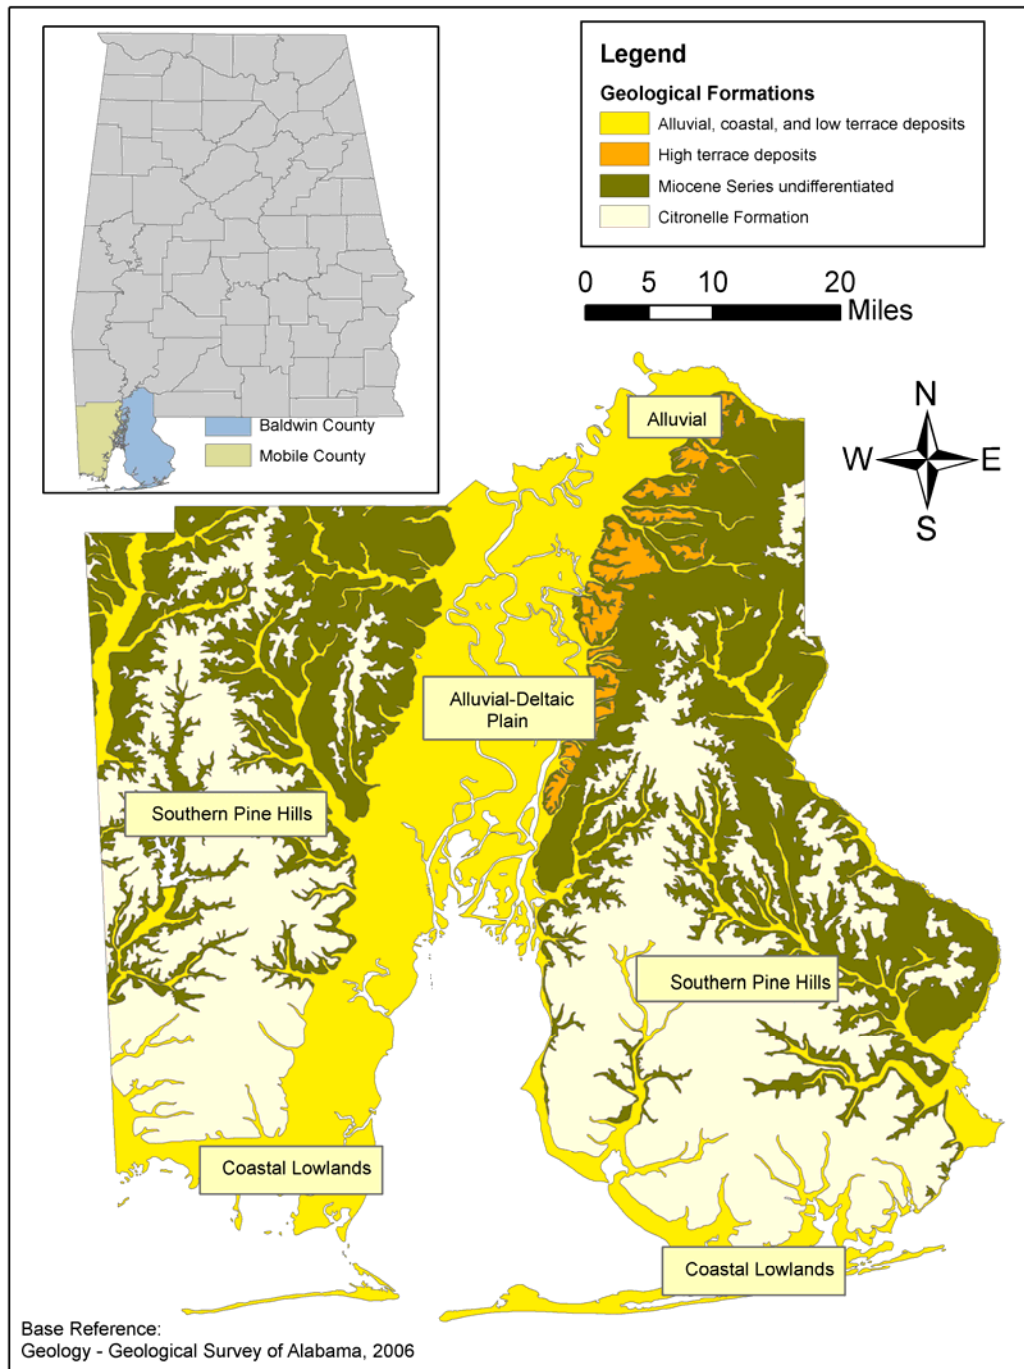 Legend
Geological Formations
Alluvial, coastal, and low terrace deposits
High terrace deposits
Miocene Series undifferentiated
Citronelle Formation
0 5 10 20
Miles
Baldwin County
Mobile County
N
W E
S
Alluvial
Alluvial-Deltaic
Plain
Southern Pine Hills
Southern Pine Hills
Coastal Lowlands
Coastal Lowlands
Base Reference:
Geology - Geological Survey of Alabama, 2006